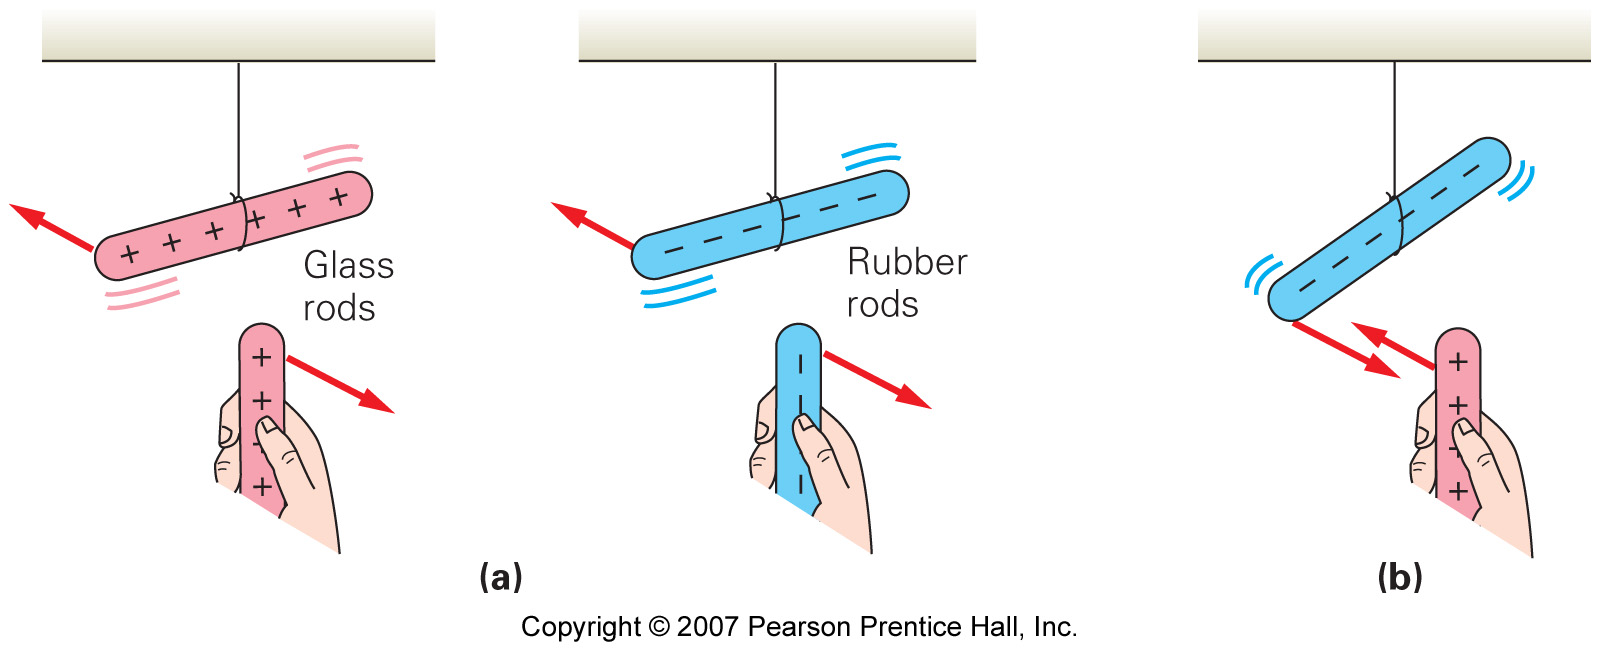 Glass
rods
Rubber
rods
(a)
(b)
Copyright © 2007 Pearson Prentice Hall, Inc.